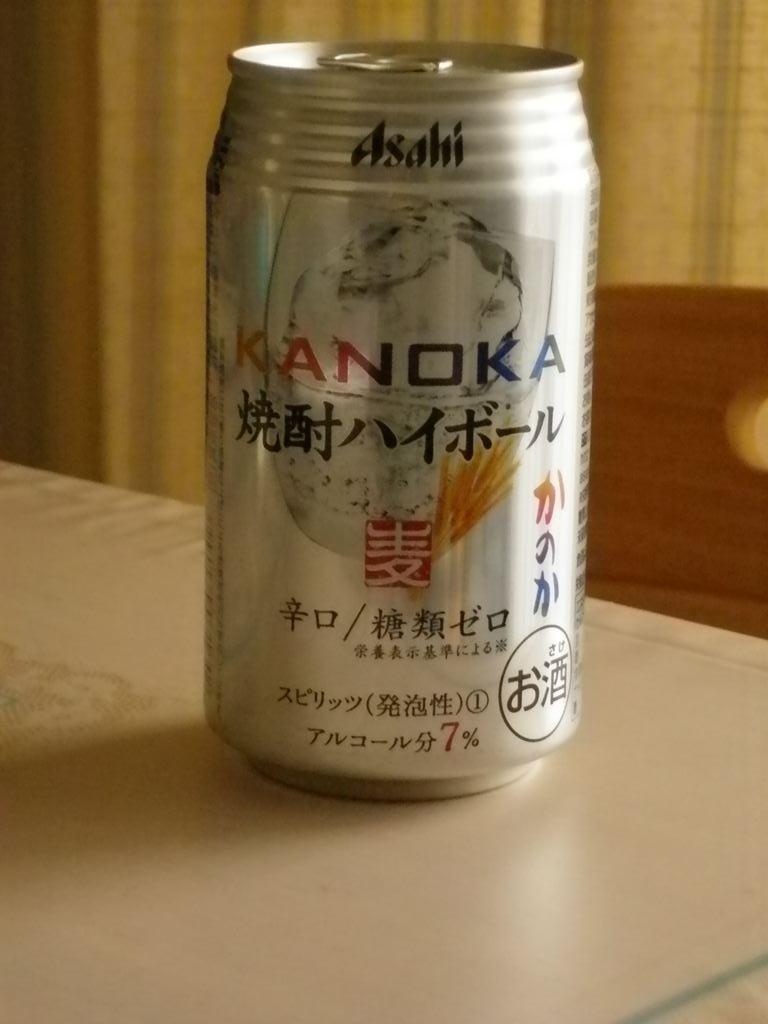 Asahi
KANOKA
焼酎ハイボール
かのか
麦
辛口/糖類ゼロ
栄養表示基準による※
さけ
お酒
スピリッツ(発泡性)①
アルコール分7%